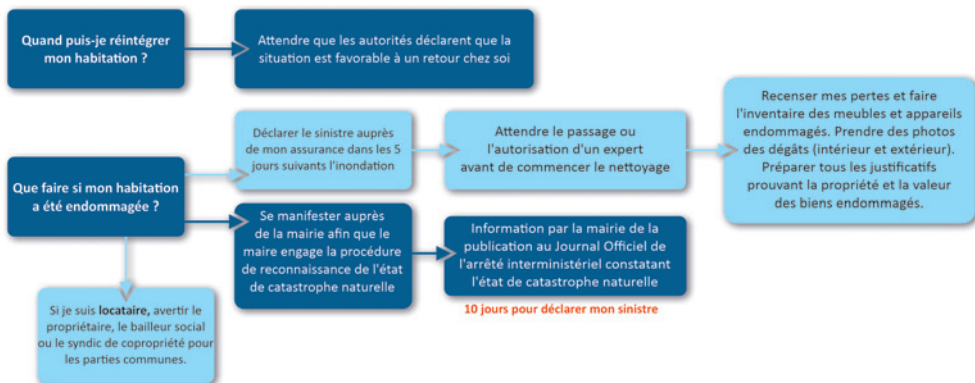 Quand puis-je réintégrer
mon habitation ?
Attendre que les autorités déclarent que la
situation est favorable à un retour chez soi
Que faire si mon habitation
a été endommagée ?
Déclarer le sinistre auprès
de mon assurance dans les 5
jours suivants l'inondation
Attendre le passage ou
l'autorisation d'un expert
avant de commencer le nettoyage
Recenser mes pertes et faire
l'inventaire des meubles et appareils
endommagés. Prendre des photos
des dégâts (intérieur et extérieur).
Préparer tous les justificatifs
prouvant la propriété et la valeur
des biens endommagés.
Se manifester auprès
de la mairie afin que le
maire engage la procédure
de reconnaissance de l'état
de catastrophe naturelle
Information par la mairie de la
publication au Journal Officiel de
l'arrêté interministériel constatant
l'état de catastrophe naturelle
10 jours pour déclarer mon sinistre
Si je suis locataire, avertir le
propriétaire, le bailleur social
ou le syndic de copropriété pour
les parties communes.